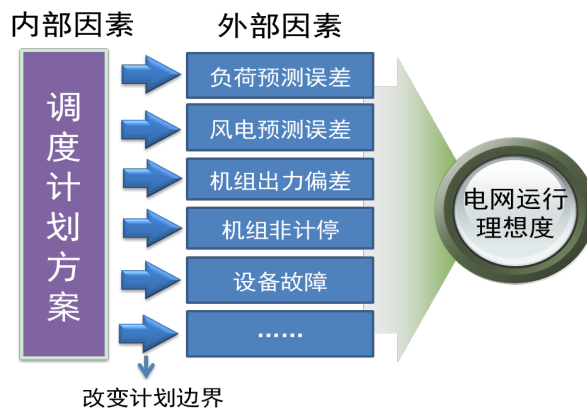 内部因素
外部因素
调度计划方案
负荷预测误差
风电预测误差
机组出力偏差
机组非计停
设备故障
......
电网运行
理想度
改变计划边界